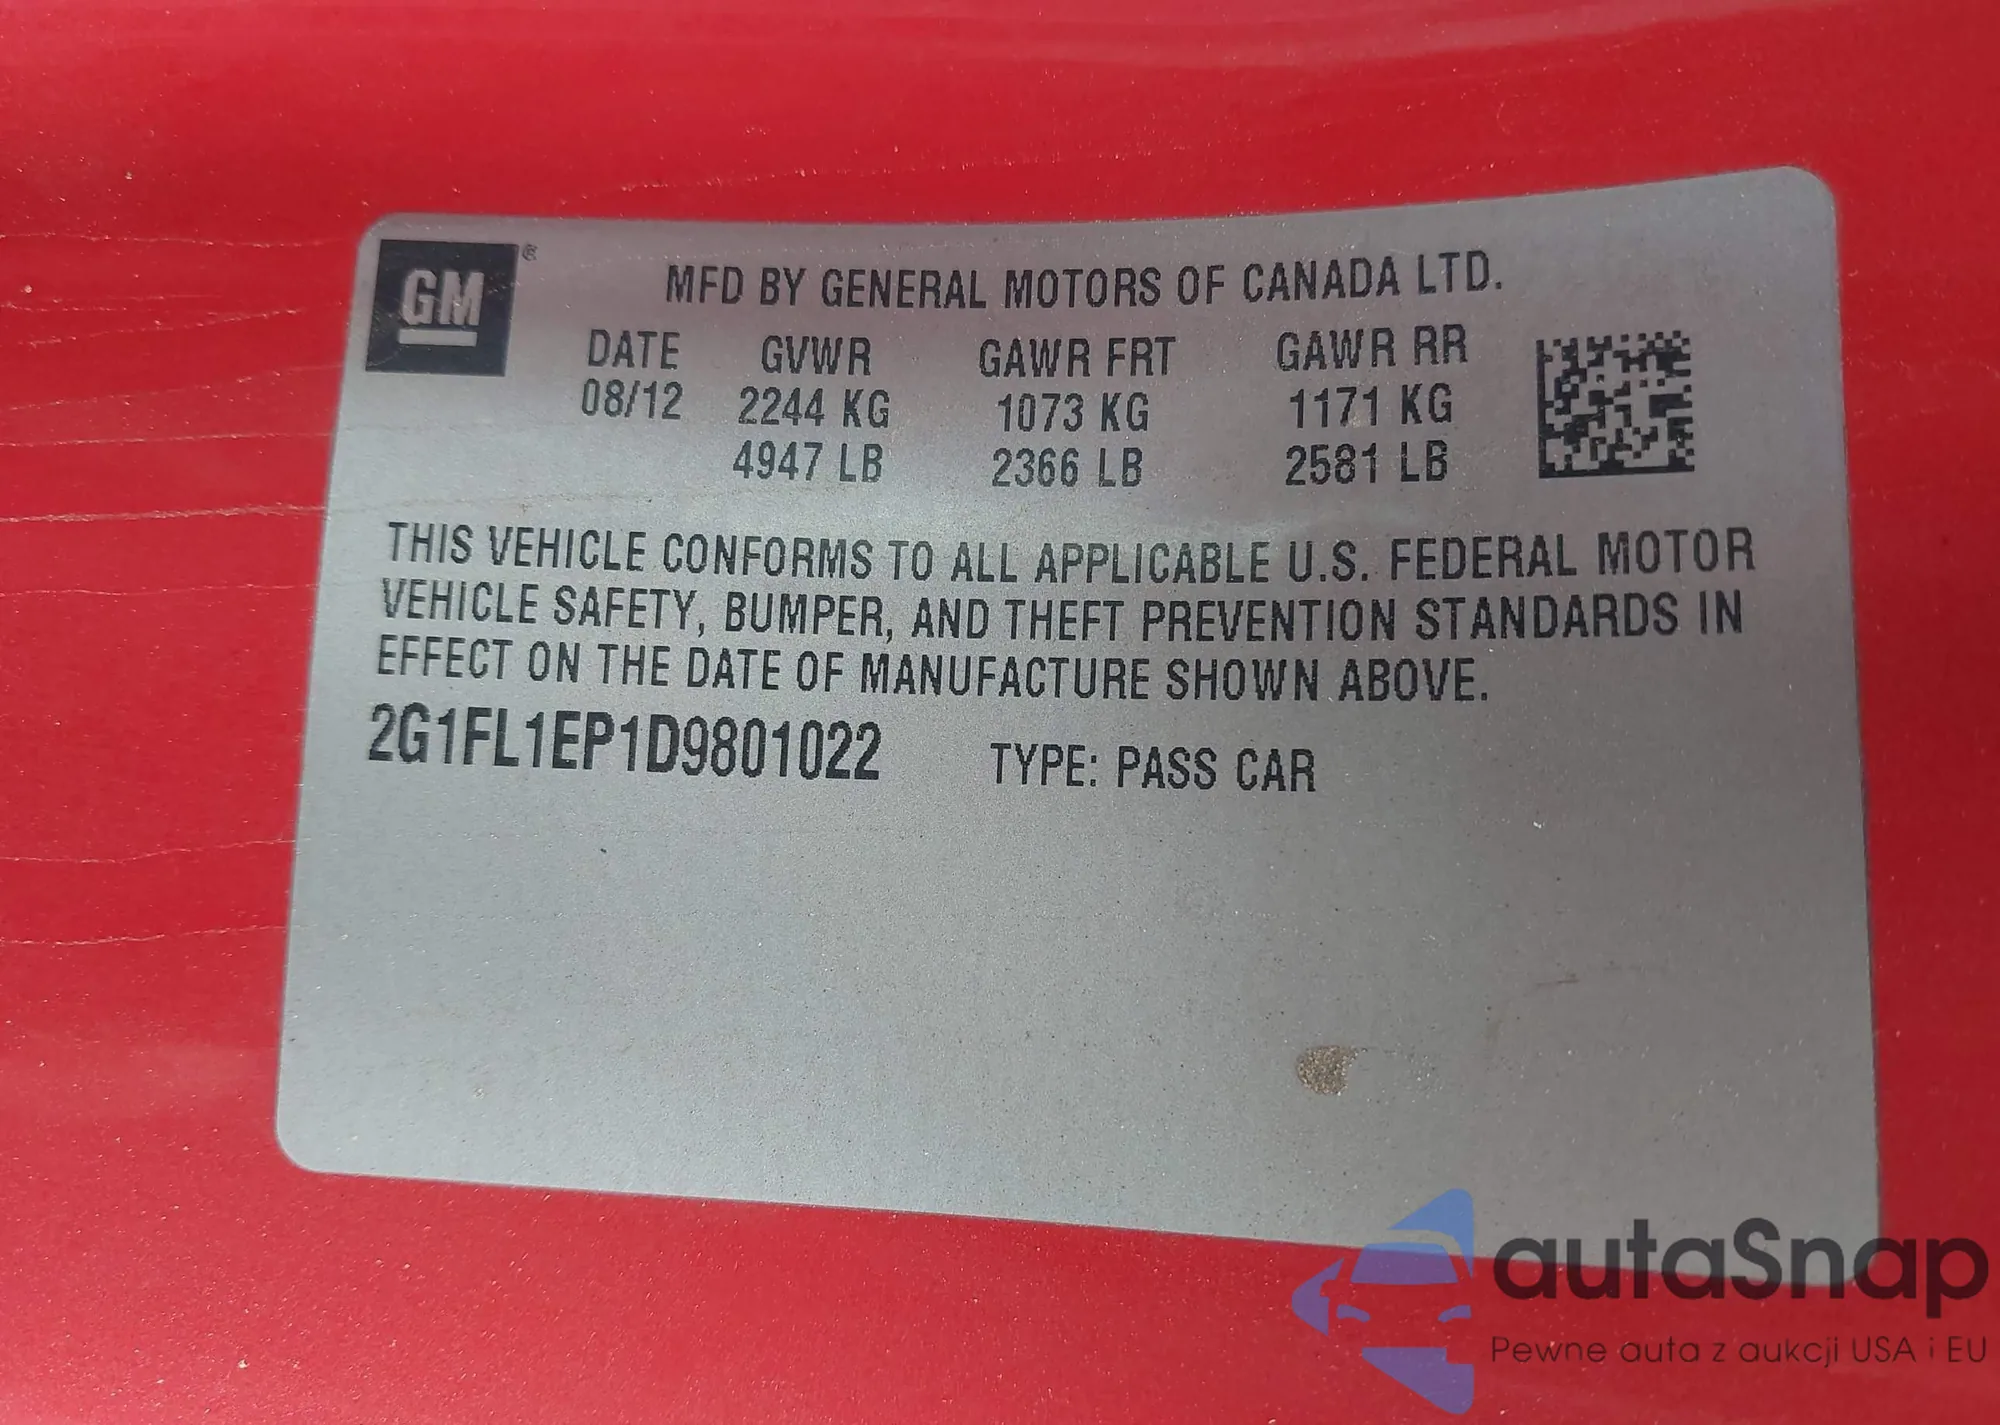 GM ®
MFD BY GENERAL MOTORS OF CANADA LTD.
DATE GVWR GAWR FRT GAWR RR
08/12 2244 KG 1073 KG 1171 KG
4947 LB 2366 LB 2581 LB
THIS VEHICLE CONFORMS TO ALL APPLICABLE U.S. FEDERAL MOTOR
VEHICLE SAFETY, BUMPER, AND THEFT PREVENTION STANDARDS IN
EFFECT ON THE DATE OF MANUFACTURE SHOWN ABOVE.
2G1FL1EP1D9801022 TYPE: PASS CAR
autaSnap
Pewne auta z aukcji USA i EU